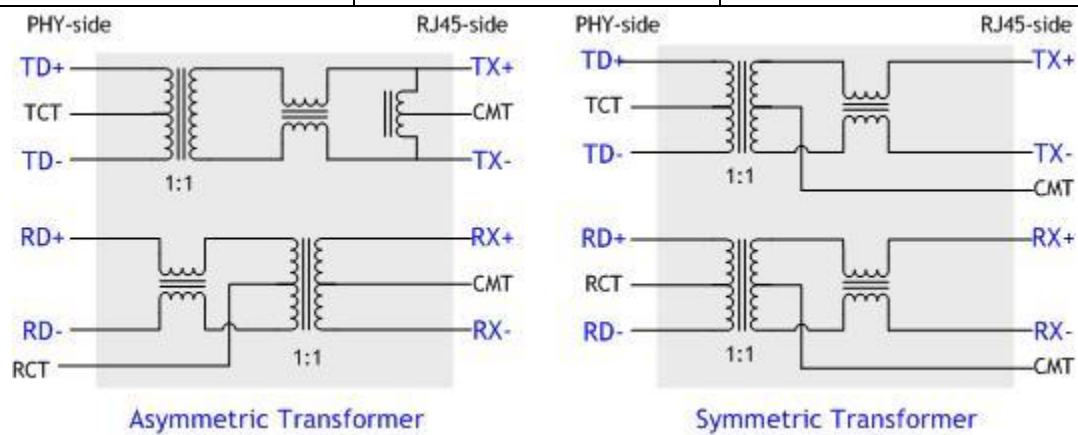 PHY-side
RJ45-side
TD+
TX+
TCT
CMT
TD-
TX-
1:1
RD+
RX+
CMT
RD-
RX-
RCT
1:1
Asymmetric Transformer
PHY-side
RJ45-side
TD+
TX+
TCT
TD-
TX-
1:1
CMT
RD+
RX+
RCT
RD-
RX-
1:1
CMT
Symmetric Transformer